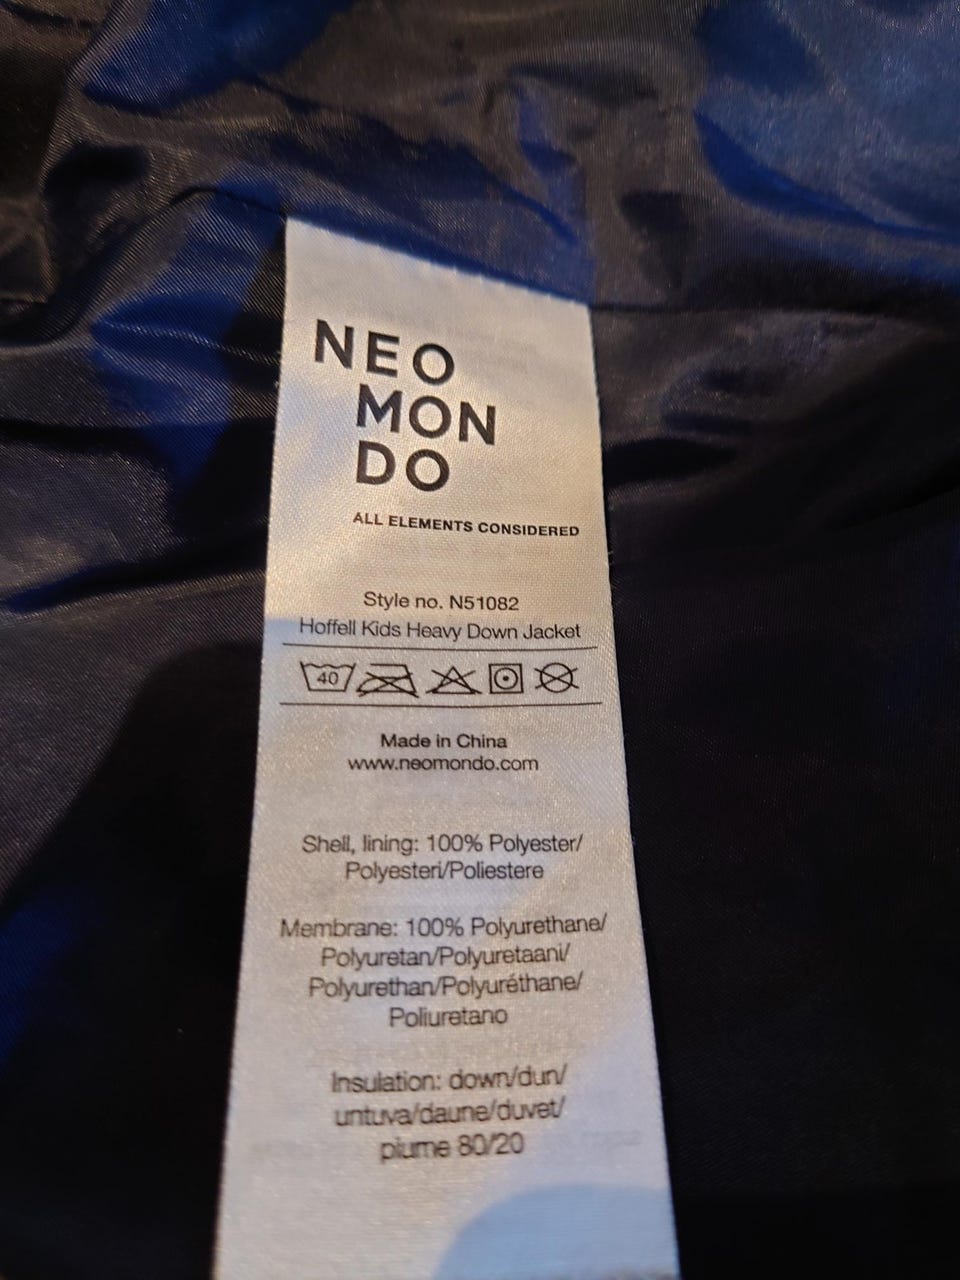 NEO
MON
DO
ALL ELEMENTS CONSIDERED
Style no. N51082
Hoffell Kids Heavy Down Jacket
40
Made in China
www.neomondo.com
Shell, lining: 100% Polyester/
Polyesteri/Poliestere
Membrane: 100% Polyurethane/
Polyuretan/Polyuretaani/
Polyurethan/Polyuréthane/
Poliuretano
Insulation: down/dun/
untuva/daune/duvet/
piume 80/20